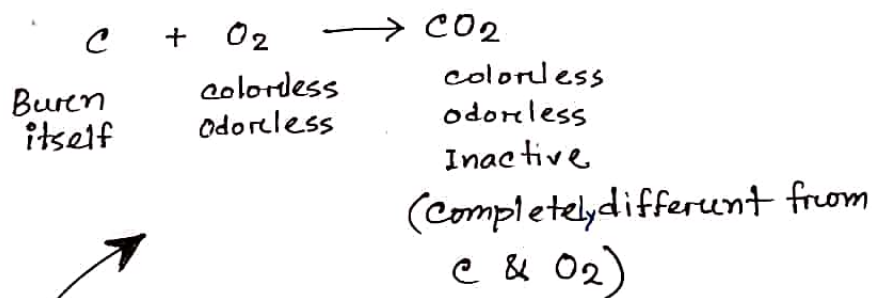 C + O2 → CO2
Burn itself
colorless
odorless
colorless
odorless
Inactive
(completely different from
C & O2)